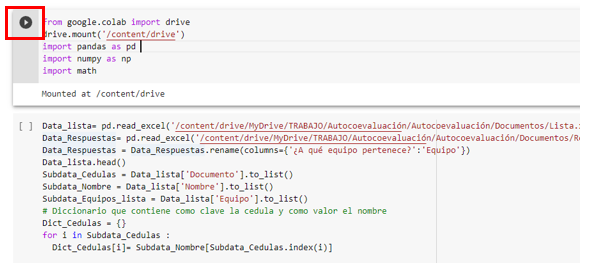 from google.colab import drive
drive.mount('/content/drive')
import pandas as pd
import numpy as np
import math
Mounted at /content/drive
[ ] Data_lista= pd.read_excel('/content/drive/MyDrive/TRABAJO/Autocoevaluación/Autocoevaluación/Documentos/Lista.
Data_Respuestas= pd.read_excel('/content/drive/MyDrive/TRABAJO/Autocoevaluación/Autocoevaluación/Documentos/Re
Data_Respuestas = Data_Respuestas.rename(columns={'¿A qué equipo pertenece?':'Equipo'})
Data_lista.head()
Subdata_Cedulas = Data_lista['Documento'].to_list()
Subdata_Nombre = Data_lista['Nombre'].to_list()
Subdata_Equipos_lista = Data_lista['Equipo'].to_list()
# Diccionario que contiene como clave la cedula y como valor el nombre
Dict_Cedulas = {}
for i in Subdata_Cedulas :
Dict_Cedulas[i]= Subdata_Nombre[Subdata_Cedulas.index(i)]